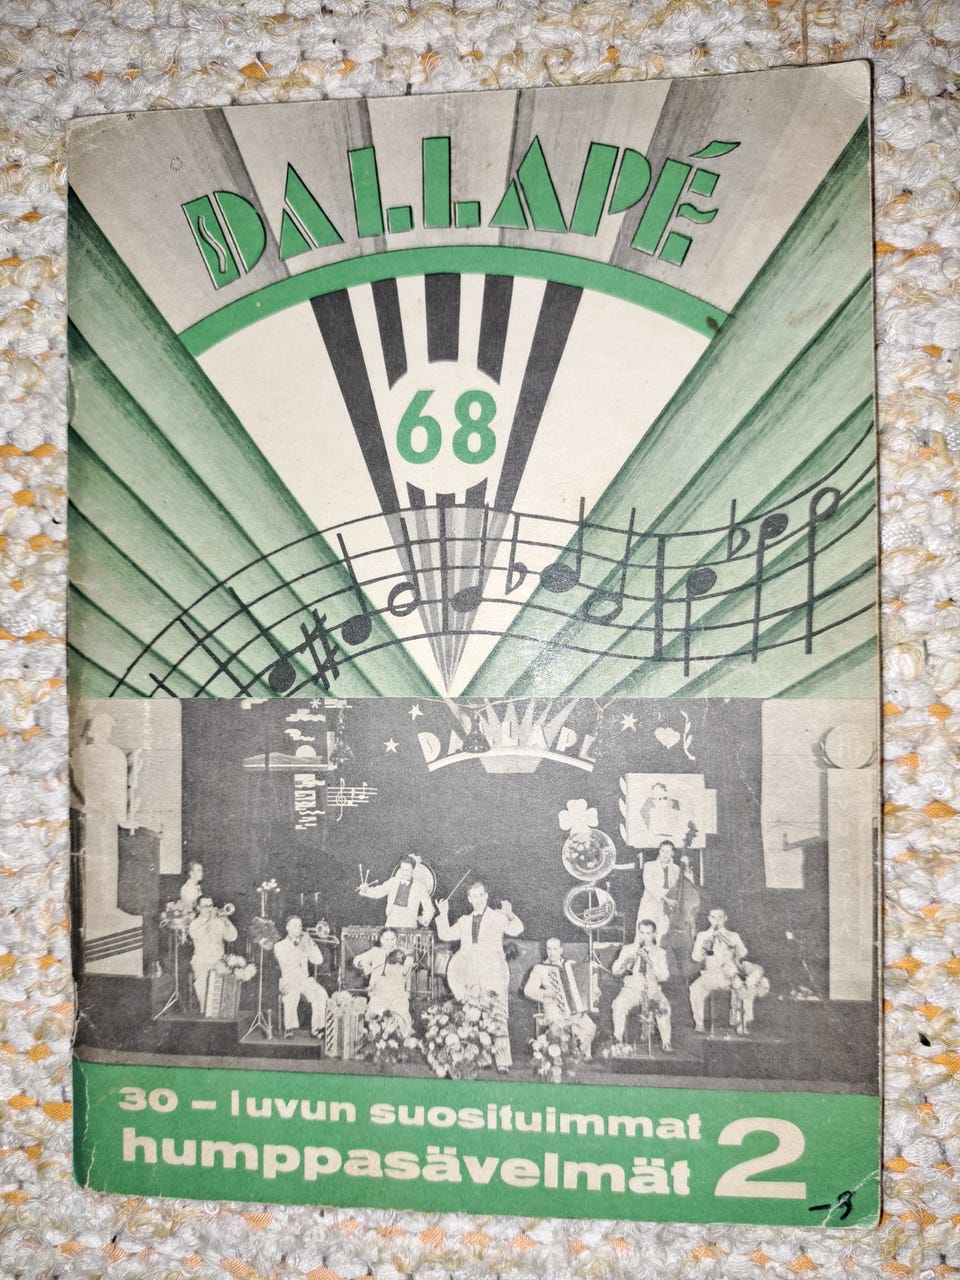 DALLAPÉ
68
DALLAPÉ
30 - luvun suosituimmat
humppasävelmät 2
-3